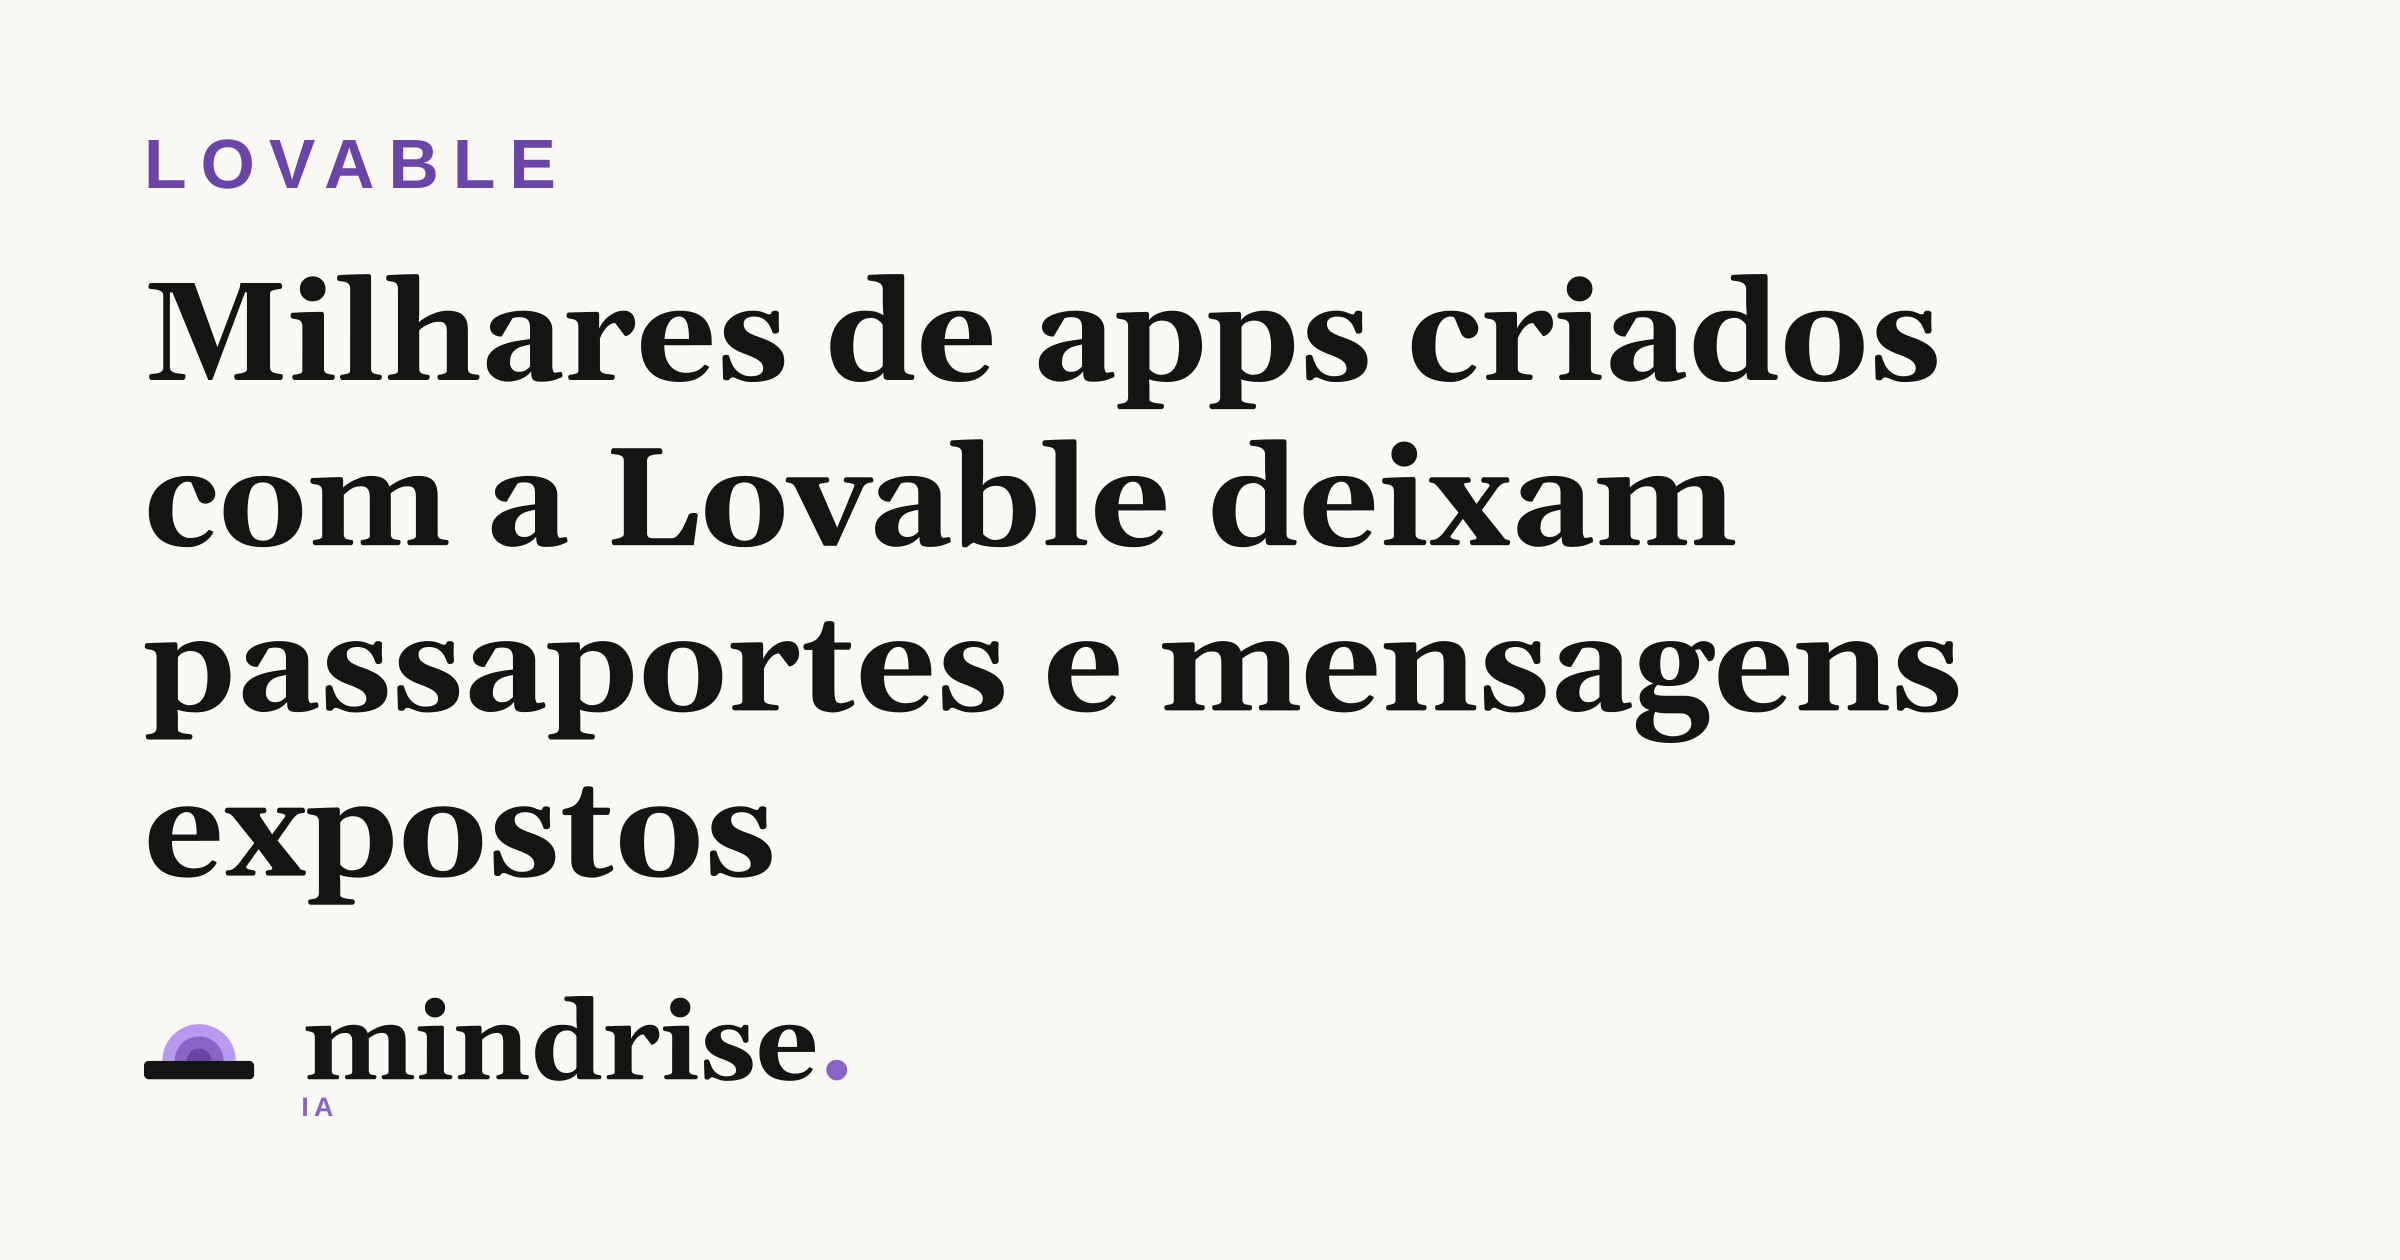 LOVABLE
Milhares de apps criados
com a Lovable deixam
passaportes e mensagens
expostos
mindrise.
IA